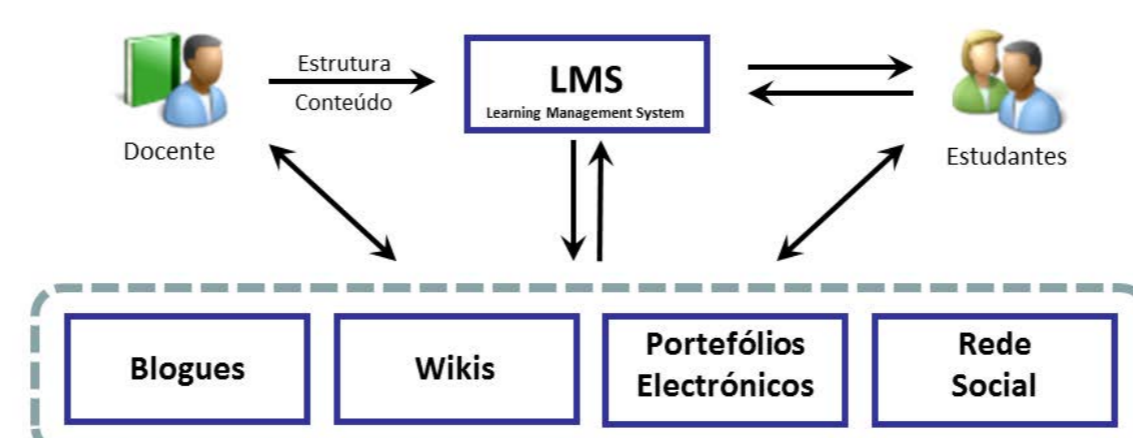 Estrutura
Conteúdo
LMS
Learning Management System
Docente
Estudantes
Blogues
Wikis
Portefólios
Electrónicos
Rede
Social